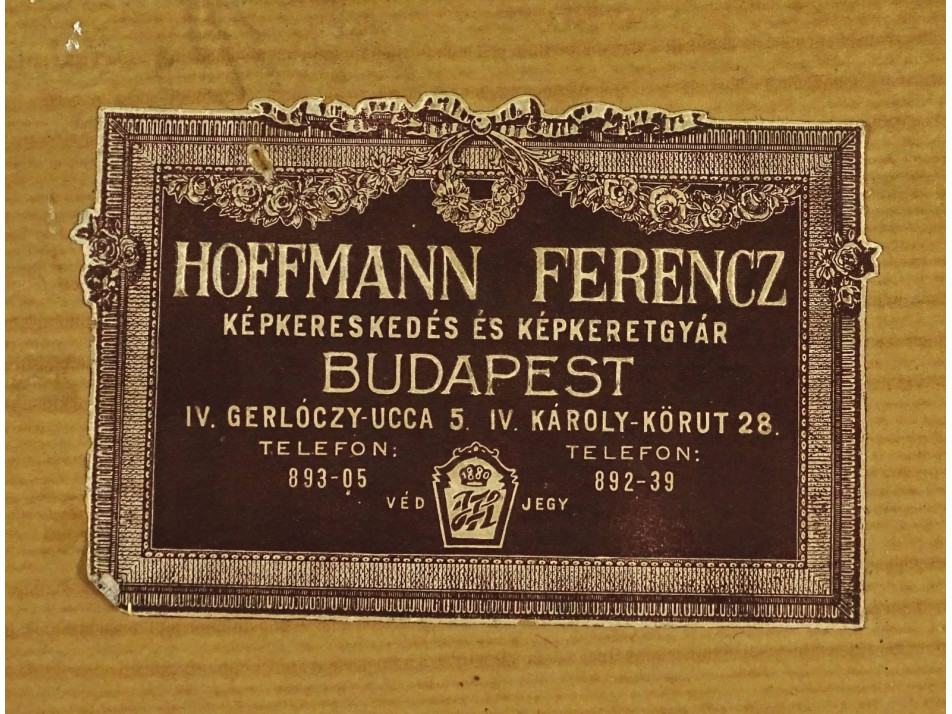 HOFFMANN FERENCZ
KÉPKERESKEDÉS ÉS KÉPKERETGYÁR
BUDAPEST
IV. GERLÓCZY-UCCA 5. IV. KÁROLY-KÖRUT 28.
TELEFON: TELEFON:
893-05 892-39
1880
VÉD JEGY